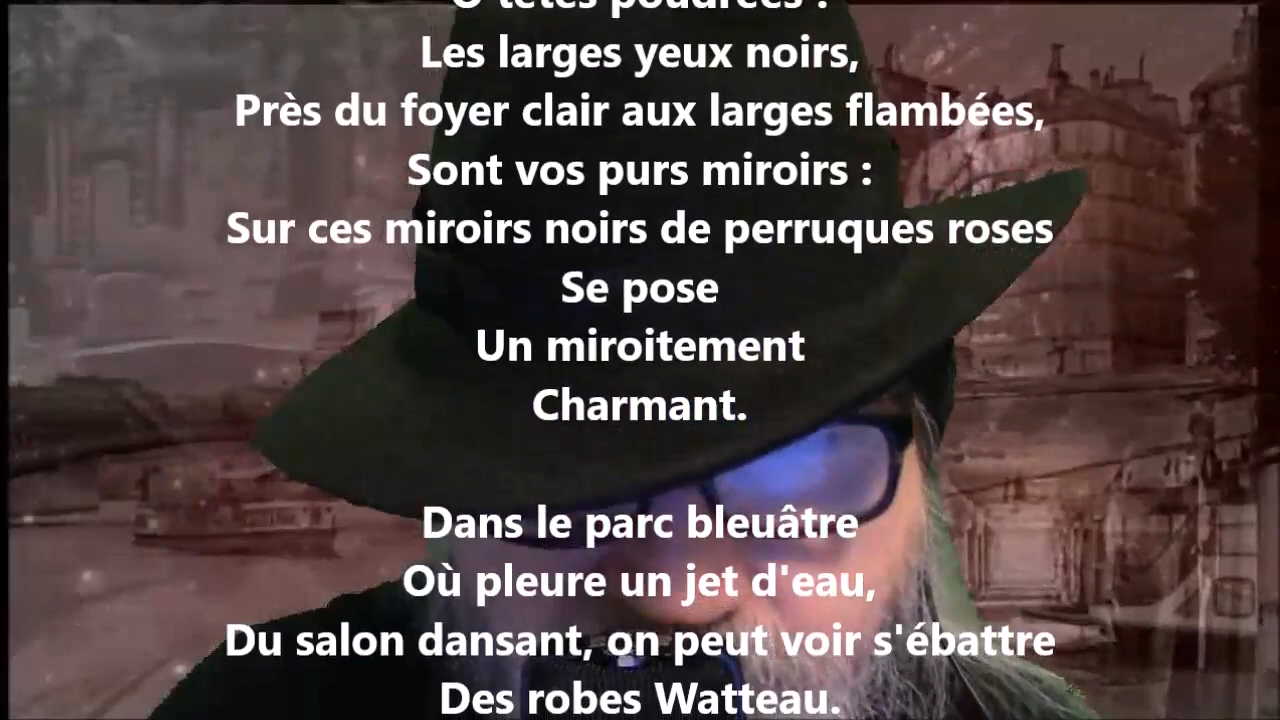 Ô têtes poudrées !
Les larges yeux noirs,
Près du foyer clair aux larges flambées,
Sont vos purs miroirs :
Sur ces miroirs noirs de perruques roses
Se pose
Un miroitement
Charmant.
Dans le parc bleuâtre
Où pleure un jet d'eau,
Du salon dansant, on peut voir s'ébattre
Des robes Watteau.